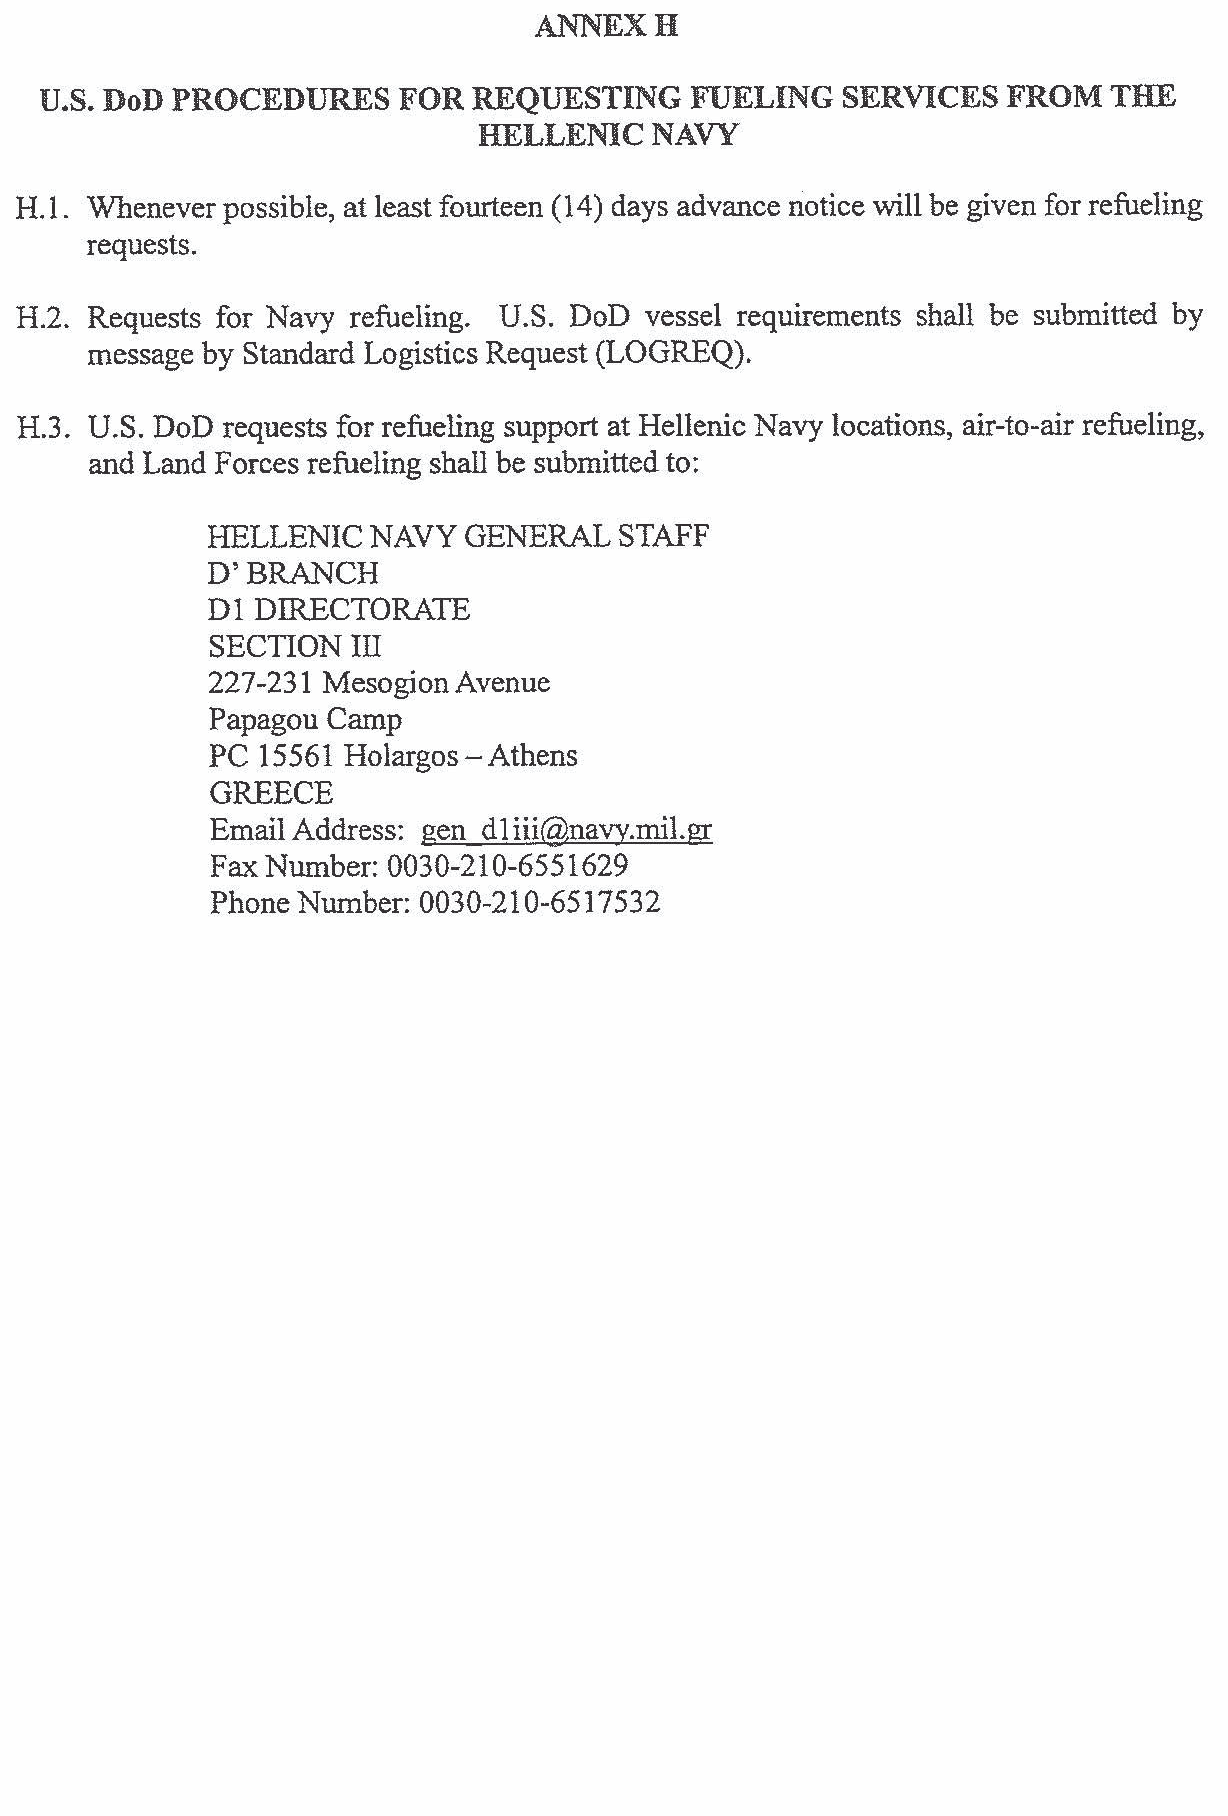 ANNEX H
U.S. DoD PROCEDURES FOR REQUESTING FUELING SERVICES FROM THE
HELLENIC NAVY
H.1. Whenever possible, at least fourteen (14) days advance notice will be given for refueling
requests.
H.2. Requests for Navy refueling. U.S. DoD vessel requirements shall be submitted by
message by Standard Logistics Request (LOGREQ).
H.3. U.S. DoD requests for refueling support at Hellenic Navy locations, air-to-air refueling,
and Land Forces refueling shall be submitted to:
HELLENIC NAVY GENERAL STAFF
D' BRANCH
D1 DIRECTORATE
SECTION III
227-231 Mesogion Avenue
Papagou Camp
PC 15561 Holargos – Athens
GREECE
Email Address: gen_d1iii@navy.mil.gr
Fax Number: 0030-210-6551629
Phone Number: 0030-210-6517532